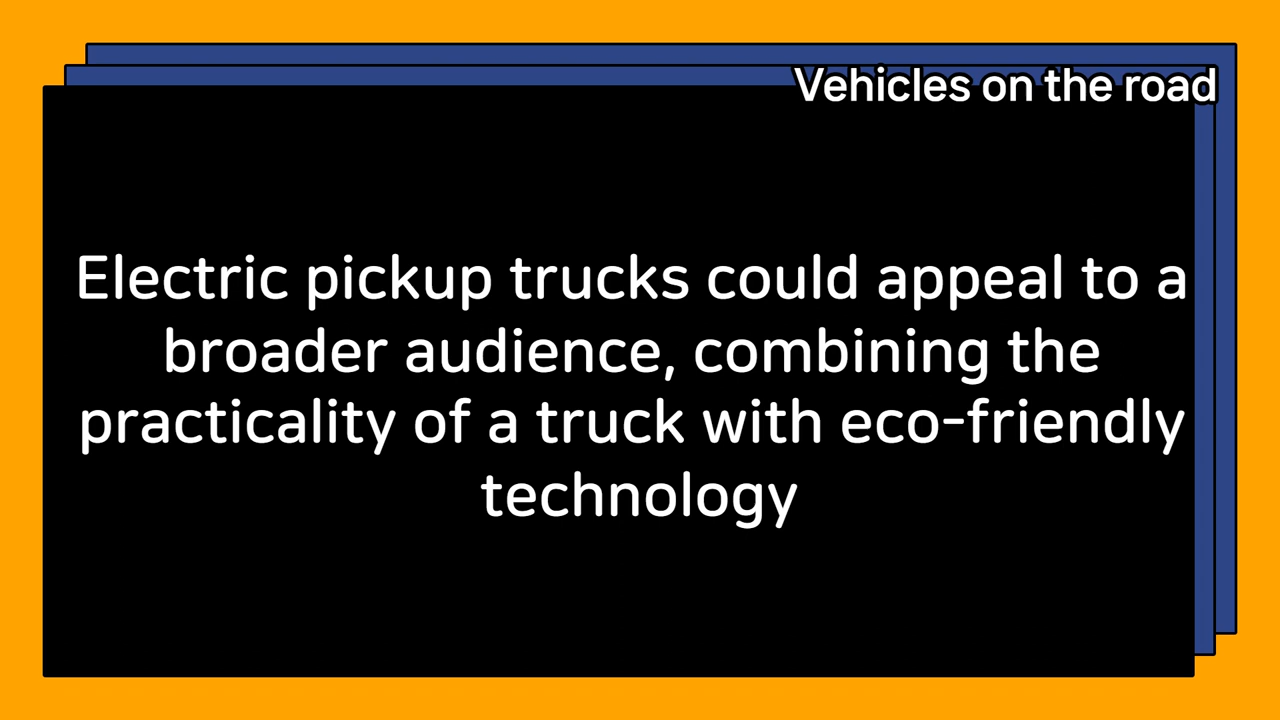 Vehicles on the road
Electric pickup trucks could appeal to a
broader audience, combining the
practicality of a truck with eco-friendly
technology